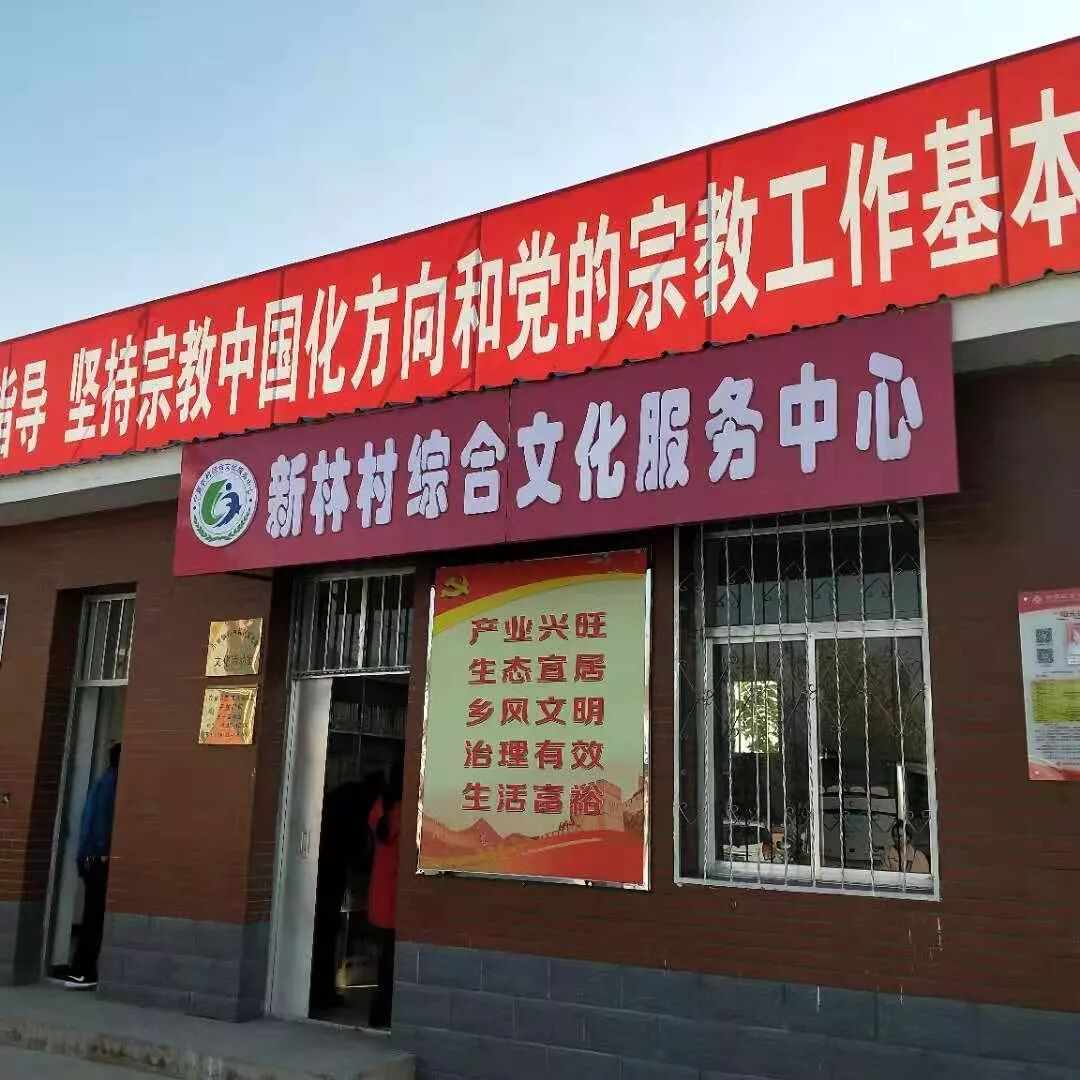 指导 坚持宗教中国化方向和党的宗教工作基本
新林村综合文化服务中心
产业兴旺
生态宜居
乡风文明
治理有效
生活富裕